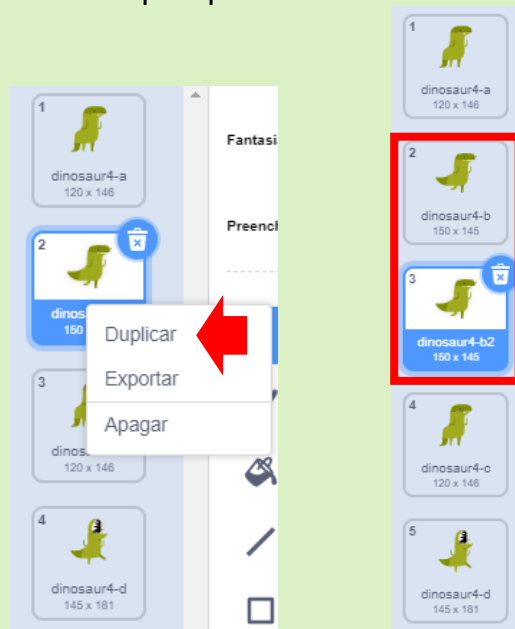 1
dinosaur4-a
120 x 146
2
dinos
150
3
dinos
120 x 146
4
dinosaur4-d
145 x 181
Duplicar
Exportar
Apagar
Fantasi
Preench
1
dinosaur4-a
120 x 146
2
dinosaur4-b
150 x 145
3
dinosaur4-b2
150 x 145
4
dinosaur4-c
120 x 146
5
dinosaur4-d
145 x 181